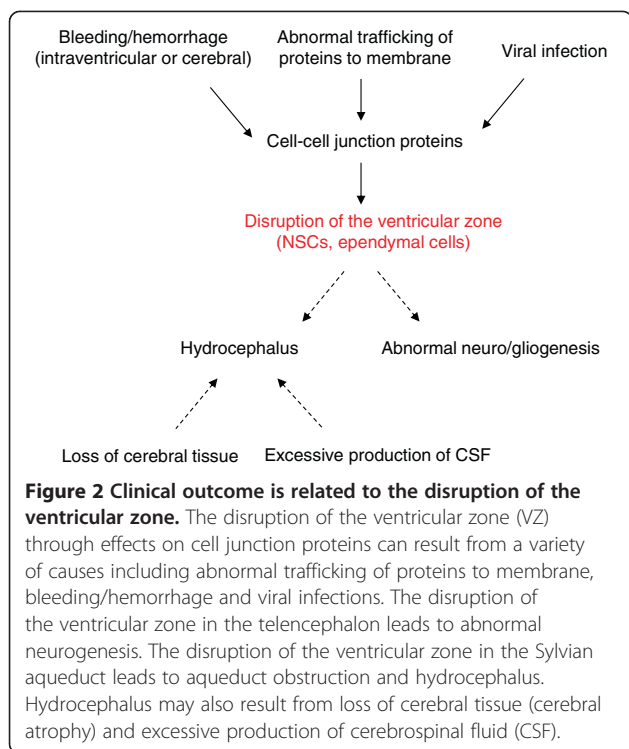 Bleeding/hemorrhage
(intraventricular or cerebral)
Abnormal trafficking of
proteins to membrane
Viral infection
Cell-cell junction proteins
Disruption of the ventricular zone
(NSCs, ependymal cells)
Hydrocephalus
Abnormal neuro/gliogenesis
Loss of cerebral tissue
Excessive production of CSF
Figure 2 Clinical outcome is related to the disruption of the
ventricular zone. The disruption of the ventricular zone (VZ)
through effects on cell junction proteins can result from a variety
of causes including abnormal trafficking of proteins to membrane,
bleeding/hemorrhage and viral infections. The disruption of
the ventricular zone in the telencephalon leads to abnormal
neurogenesis. The disruption of the ventricular zone in the Sylvian
aqueduct leads to aqueduct obstruction and hydrocephalus.
Hydrocephalus may also result from loss of cerebral tissue (cerebral
atrophy) and excessive production of cerebrospinal fluid (CSF).